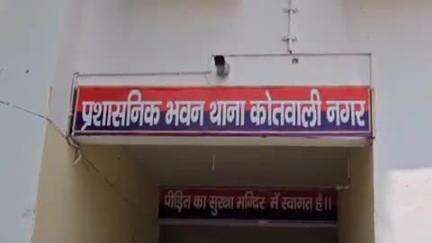 प्रशासनिक भवन थाना कोतवाली नगर
पीड़ित का सुरक्षा मन्दिर में स्वागत है।।